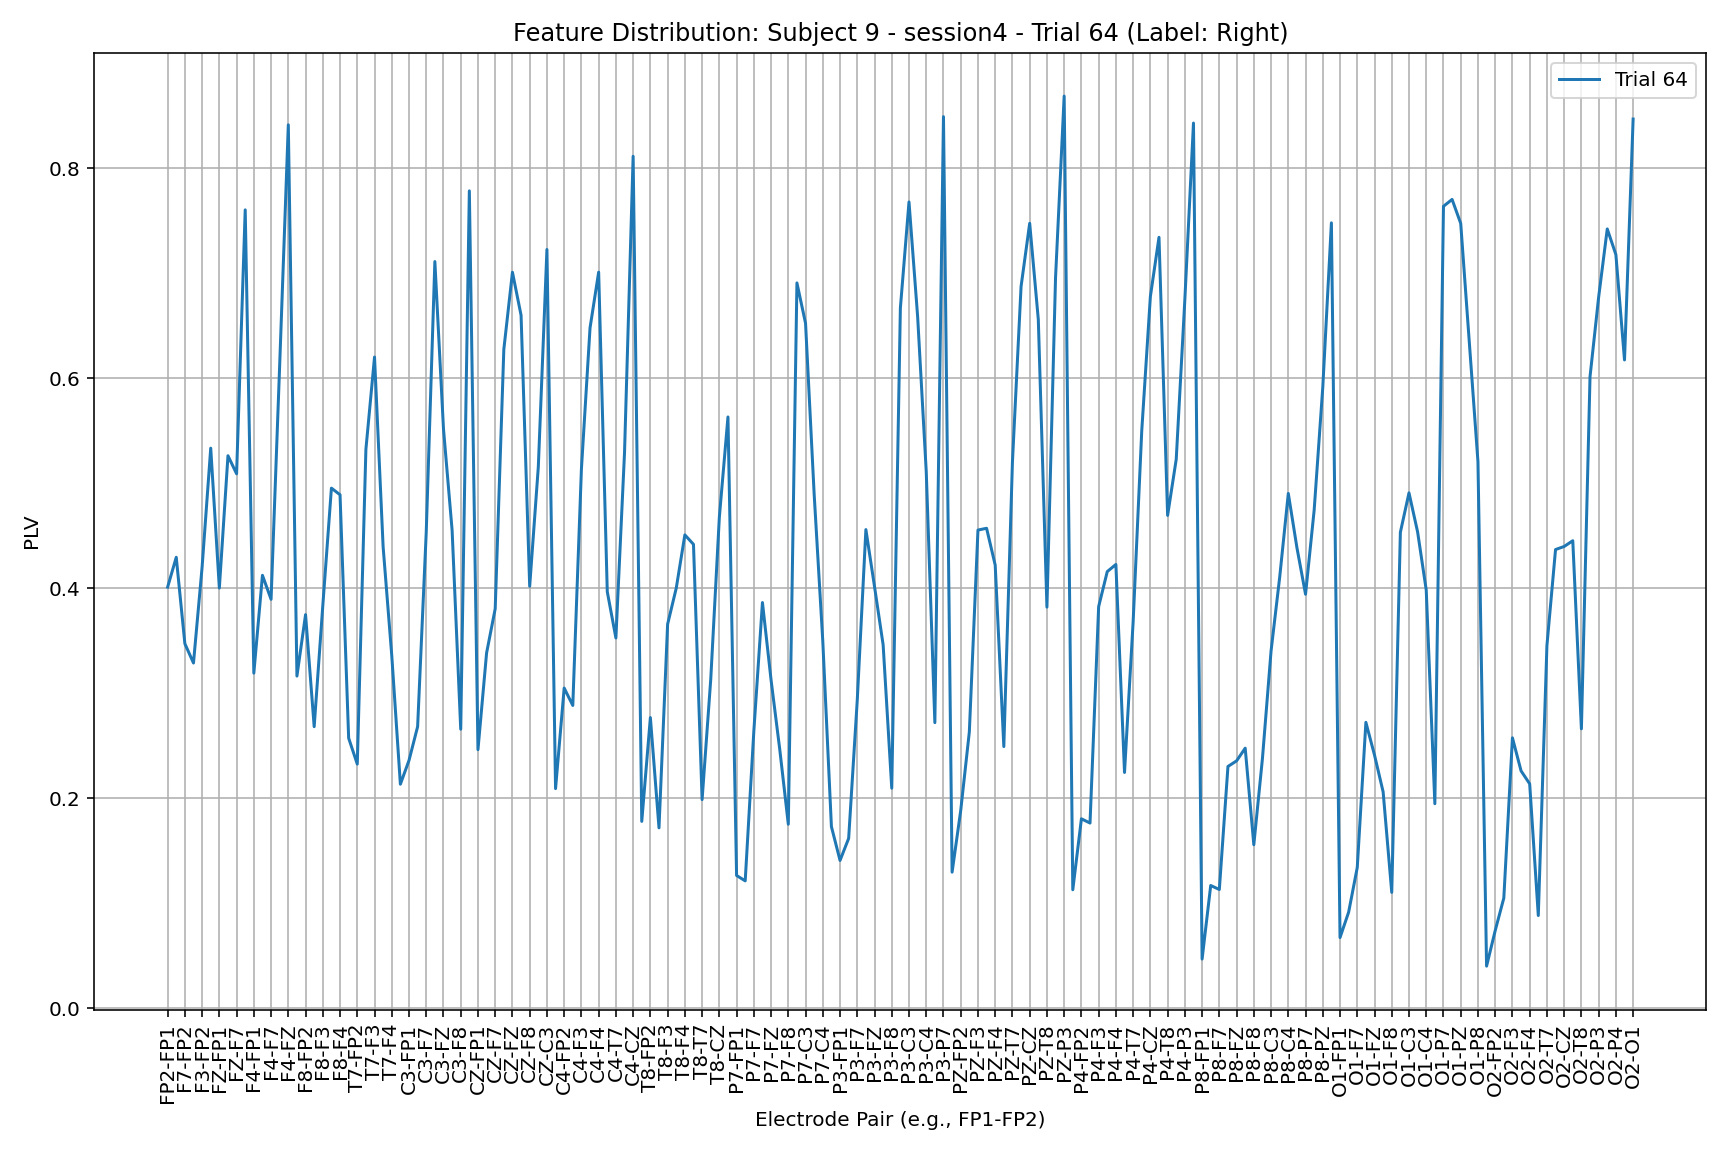 Feature Distribution: Subject 9 - session4 - Trial 64 (Label: Right)
Trial 64
PLV
0.8
0.6
0.4
0.2
0.0
FP2-FP1
F7-FP2
F3-FP2
FZ-FP1
FZ-F7
F4-FP1
F4-F7
F4-FZ
F8-FP2
F8-F3
F8-F4
T7-FP2
T7-F3
T7-F4
C3-FP1
C3-F7
C3-FZ
C3-F8
CZ-FP1
CZ-F7
CZ-FZ
CZ-F8
CZ-C3
C4-FP2
C4-F3
C4-F4
C4-T7
C4-CZ
T8-FP2
T8-F3
T8-F4
T8-T7
T8-CZ
P7-FP1
P7-F7
P7-FZ
P7-F8
P7-C3
P7-C4
P3-FP1
P3-F7
P3-FZ
P3-F8
P3-C3
P3-C4
P3-P7
PZ-FP2
PZ-F3
PZ-F4
PZ-T7
PZ-CZ
PZ-T8
PZ-P3
P4-FP2
P4-F3
P4-F4
P4-T7
P4-CZ
P4-T8
P4-P3
P8-FP1
P8-F7
P8-FZ
P8-F8
P8-C3
P8-C4
P8-P7
P8-PZ
O1-FP1
O1-F7
O1-FZ
O1-F8
O1-C3
O1-C4
O1-P7
O1-PZ
O1-P8
O2-FP2
O2-F3
O2-F4
O2-T7
O2-CZ
O2-T8
O2-P3
O2-P4
O2-O1
Electrode Pair (e.g., FP1-FP2)